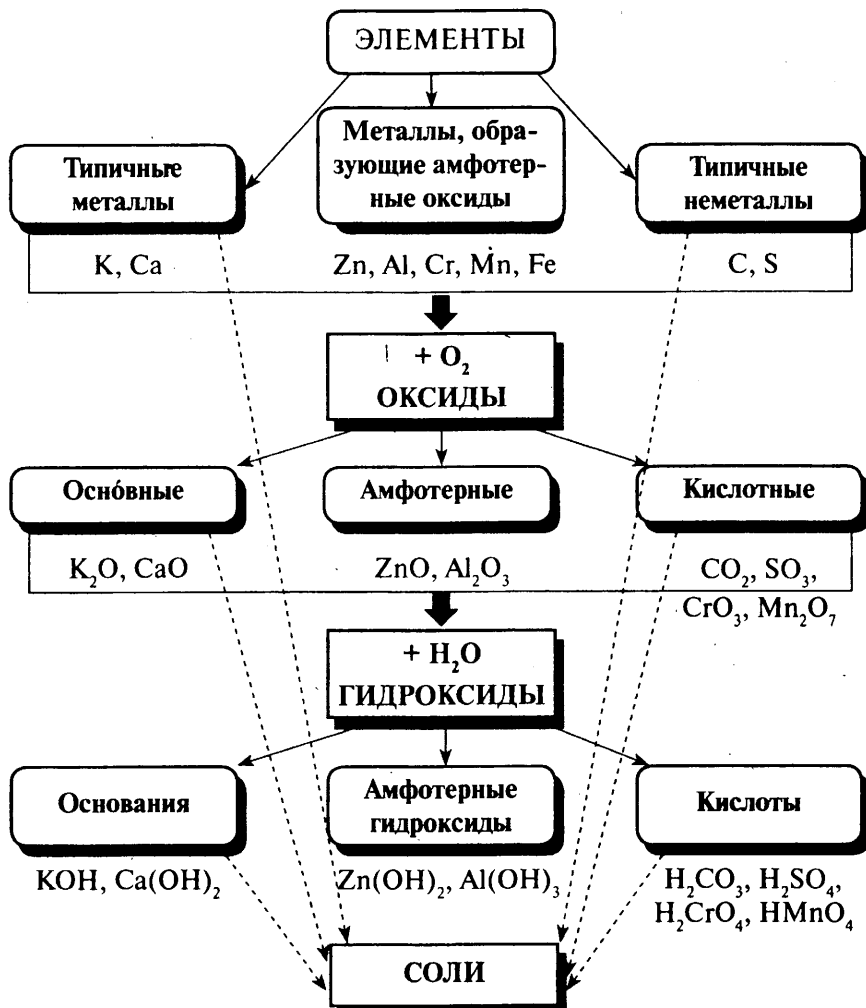 ЭЛЕМЕНТЫ
Типичные
металлы
Металлы, обра-
зующие амфотер-
ные оксиды
Типичные
неметаллы
K, Ca
Zn, Al, Cr, Mn, Fe
C, S
+ O₂
ОКСИДЫ
Оснóвные
Амфотерные
Кислотные
K₂O, CaO
ZnO, Al₂O₃
CO₂, SO₃,
CrO₃, Mn₂O₇
+ H₂O
ГИДРОКСИДЫ
Основания
Амфотерные
гидроксиды
Кислоты
KOH, Ca(OH)₂
Zn(OH)₂, Al(OH)₃
H₂CO₃, H₂SO₄,
H₂CrO₄, HMnO₄
СОЛИ